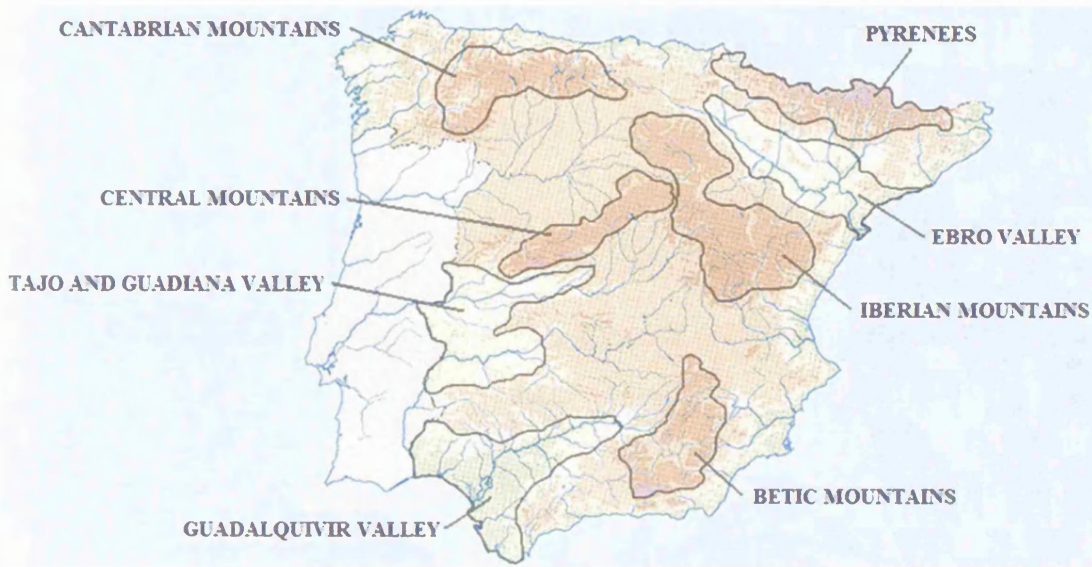 CANTABRIAN MOUNTAINS
PYRENEES
CENTRAL MOUNTAINS
EBRO VALLEY
TAJO AND GUADIANA VALLEY
IBERIAN MOUNTAINS
BETIC MOUNTAINS
GUADALQUIVIR VALLEY